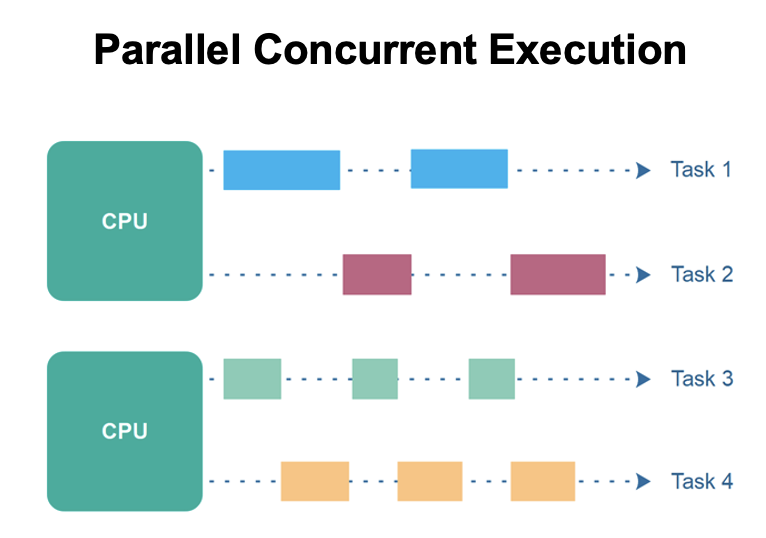 Parallel Concurrent Execution
CPU
Task 1
Task 2
CPU
Task 3
Task 4